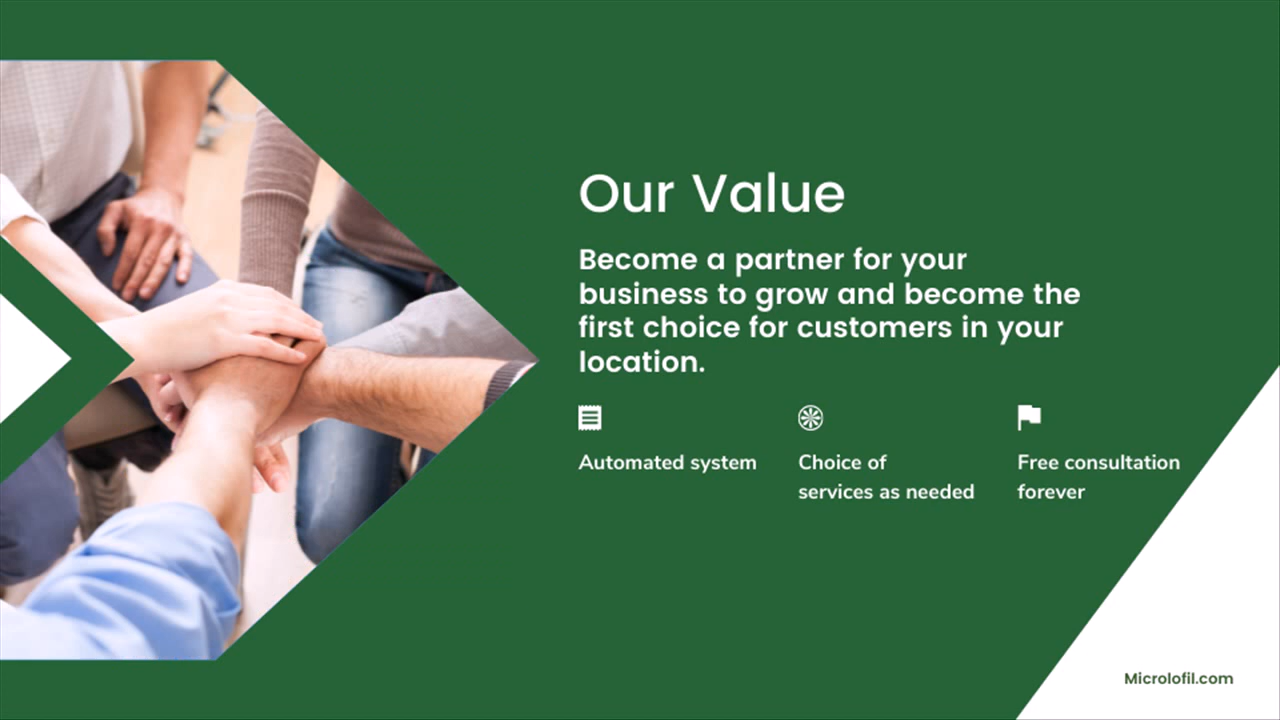 Our Value
Become a partner for your
business to grow and become the
first choice for customers in your
location.
Automated system
Choice of
services as needed
Free consultation
forever
Microlofil.com